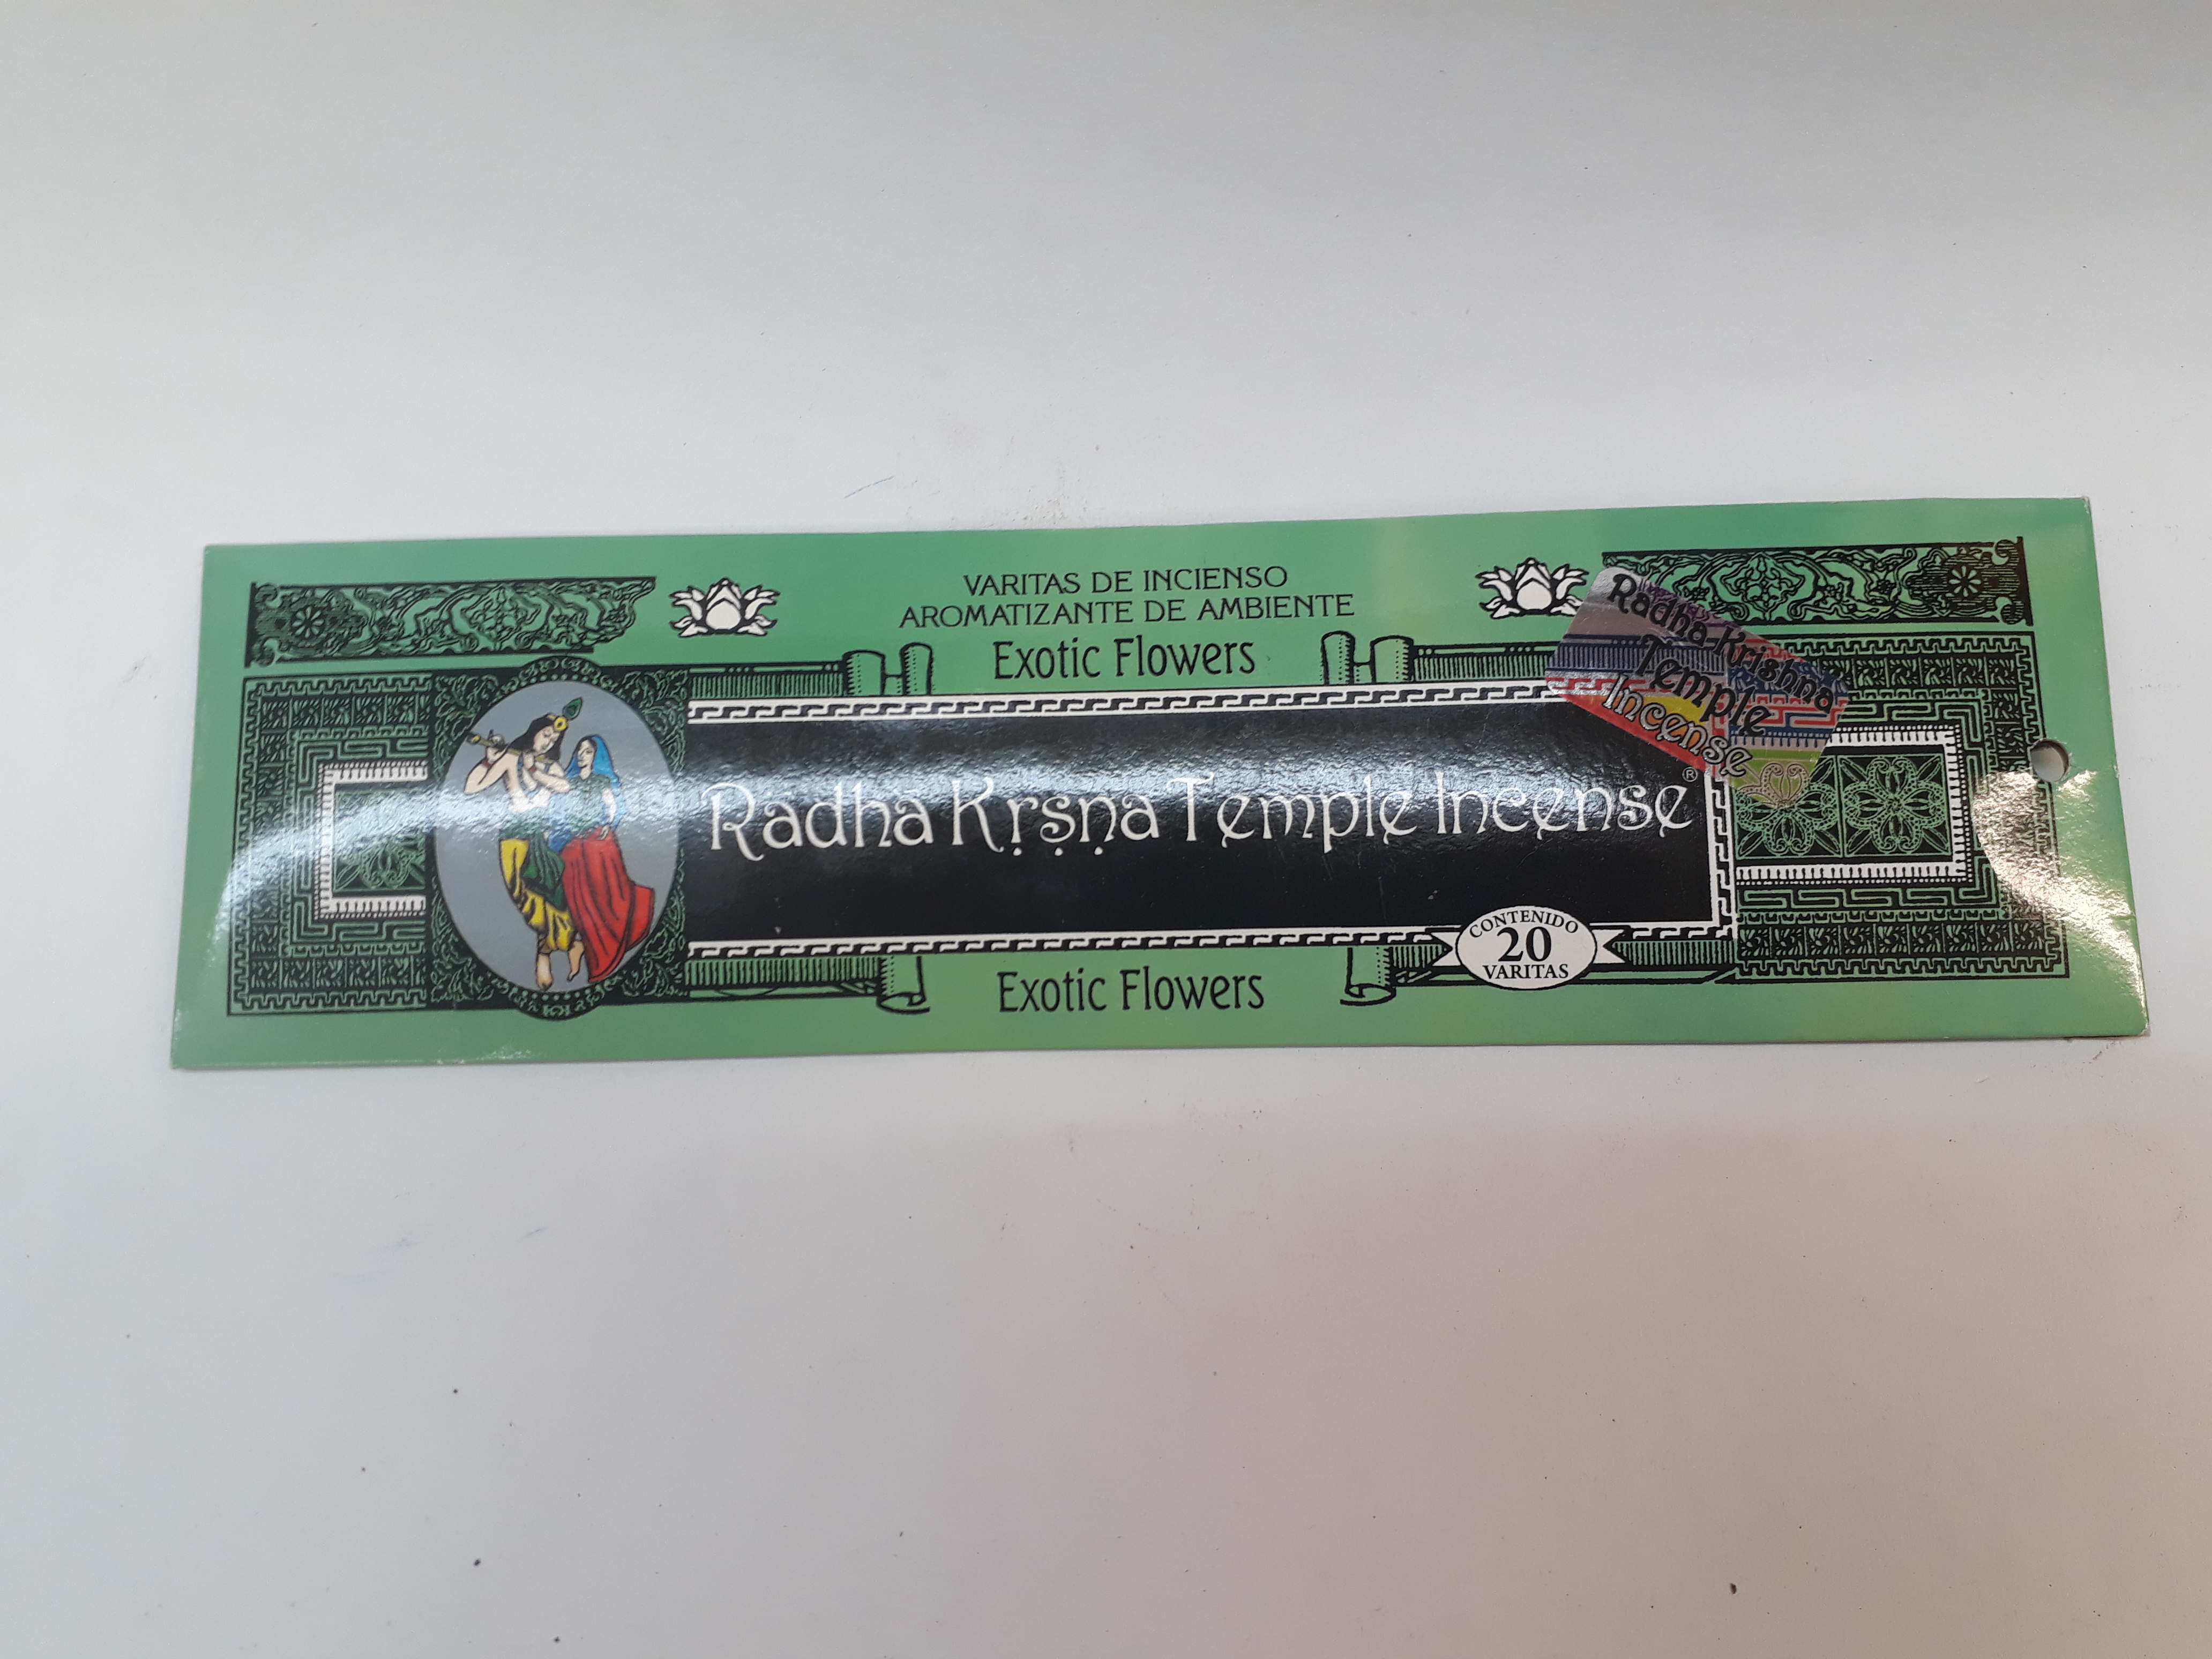 VARITAS DE INCIENSO
AROMATIZANTE DE AMBIENTE
Exotic Flowers
Radha-Krishna
Temple
Incense
Radha Kṛṣṇa Temple Incense®
CONTENIDO
20
VARITAS
Exotic Flowers